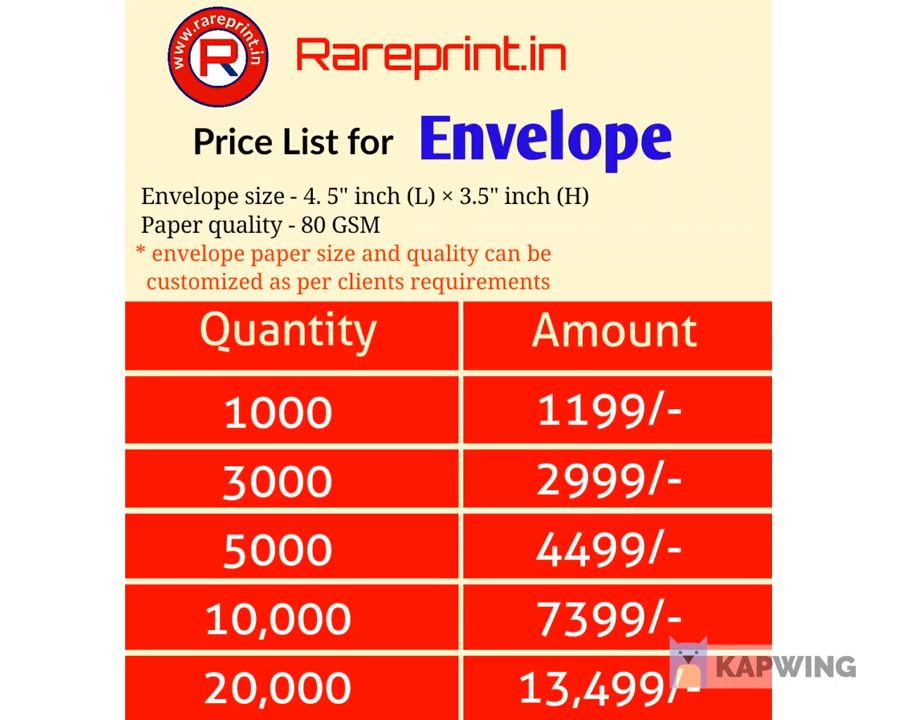 www.rareprint.in
R
Rareprint.in
Price List for Envelope
Envelope size - 4. 5" inch (L) × 3.5" inch (H)
Paper quality - 80 GSM
* envelope paper size and quality can be
customized as per clients requirements
Quantity Amount
1000 1199/-
3000 2999/-
5000 4499/-
10,000 7399/-
20,000 13,499/-
KAPWING